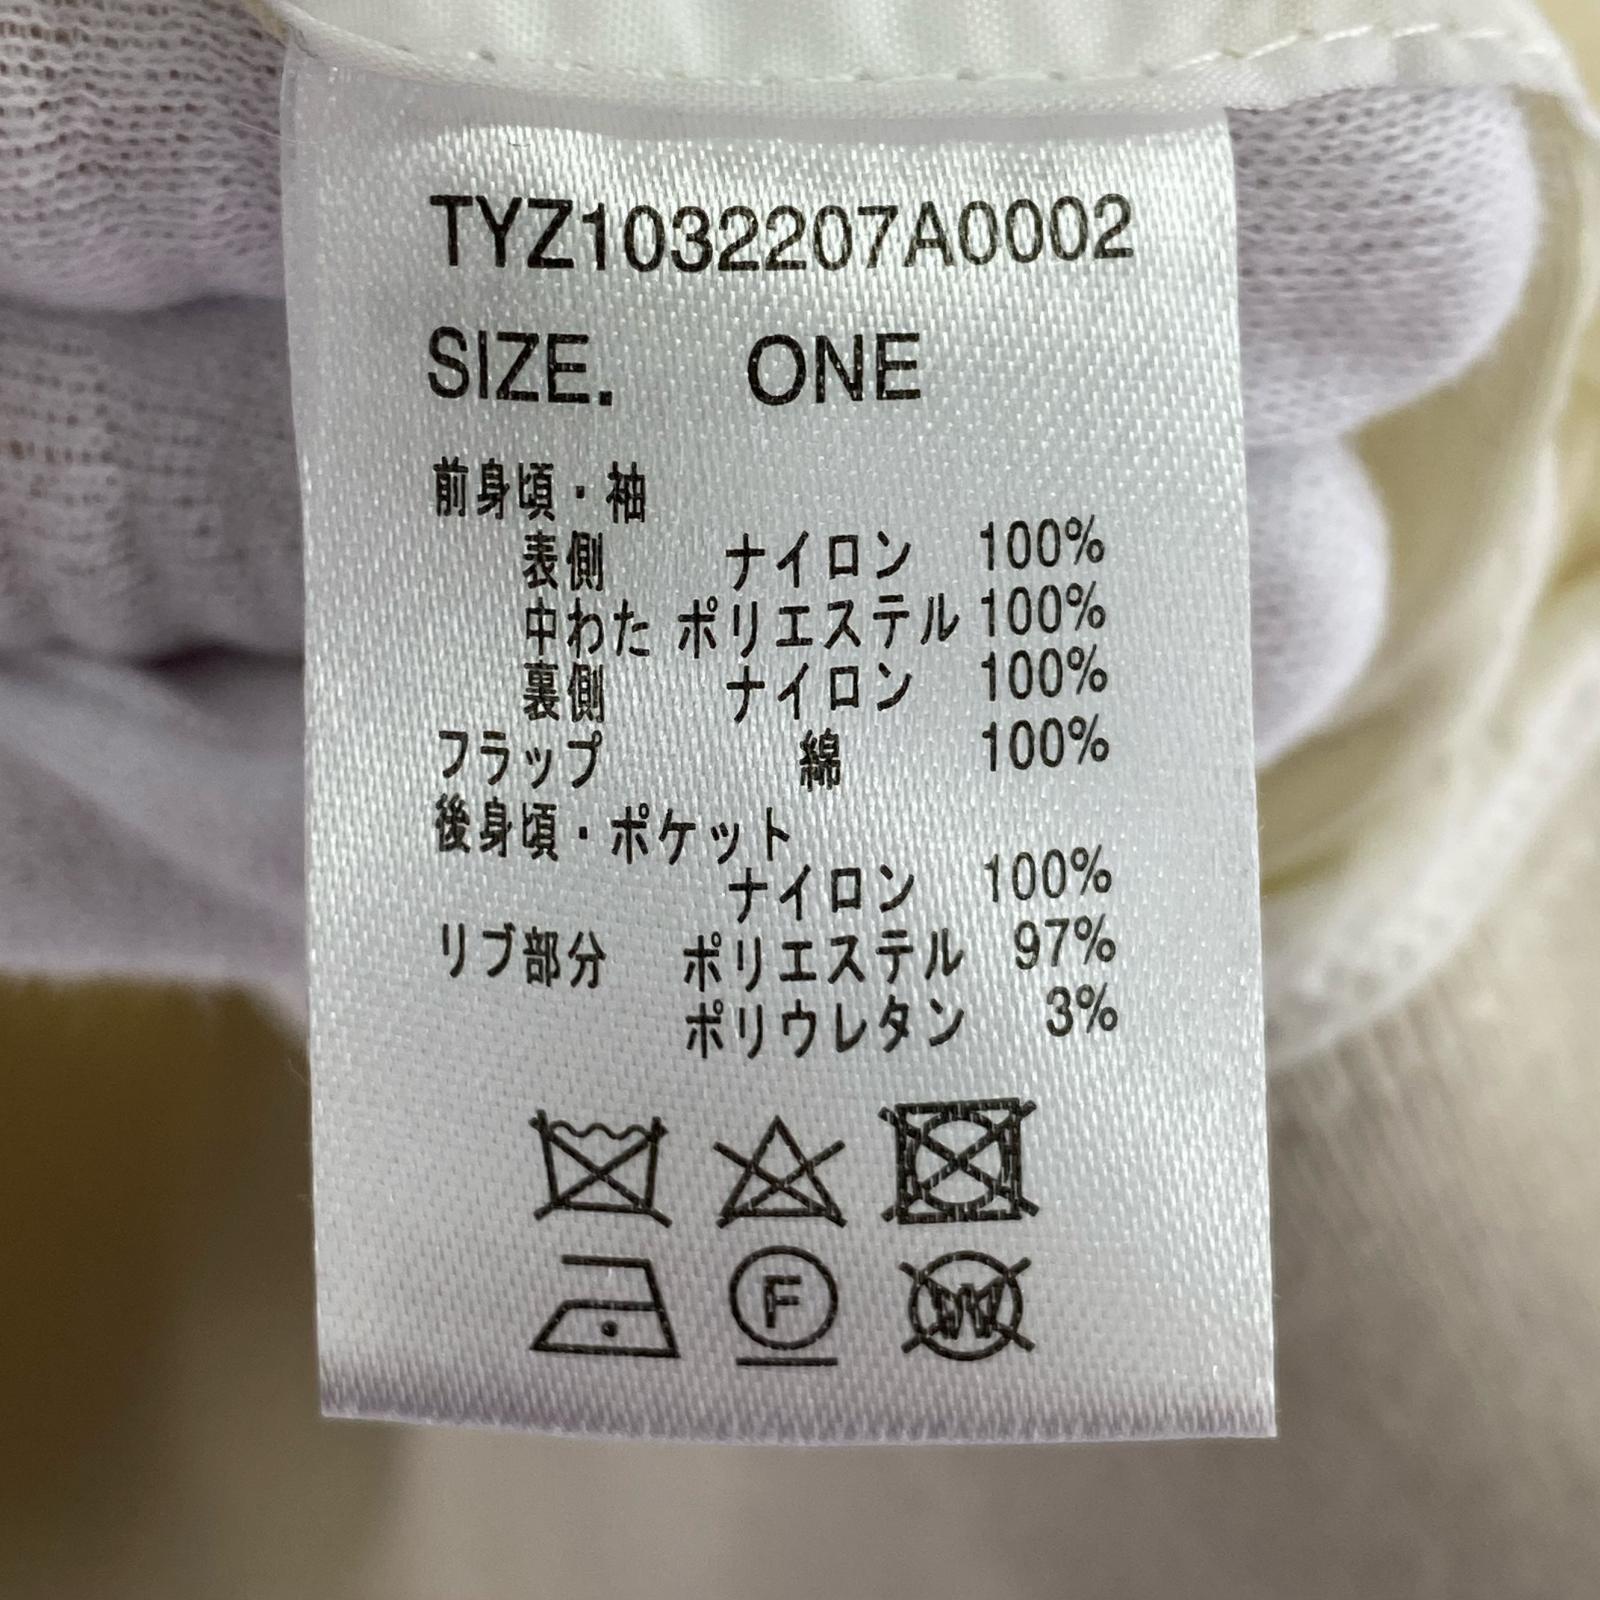 TYZ1032207A0002
SIZE. ONE
前身頃・袖
表側 ナイロン 100%
中わた ポリエステル 100%
裏側 ナイロン 100%
フラップ 綿 100%
後身頃・ポケット
ナイロン 100%
リブ部分 ポリエステル 97%
ポリウレタン 3%
F
W